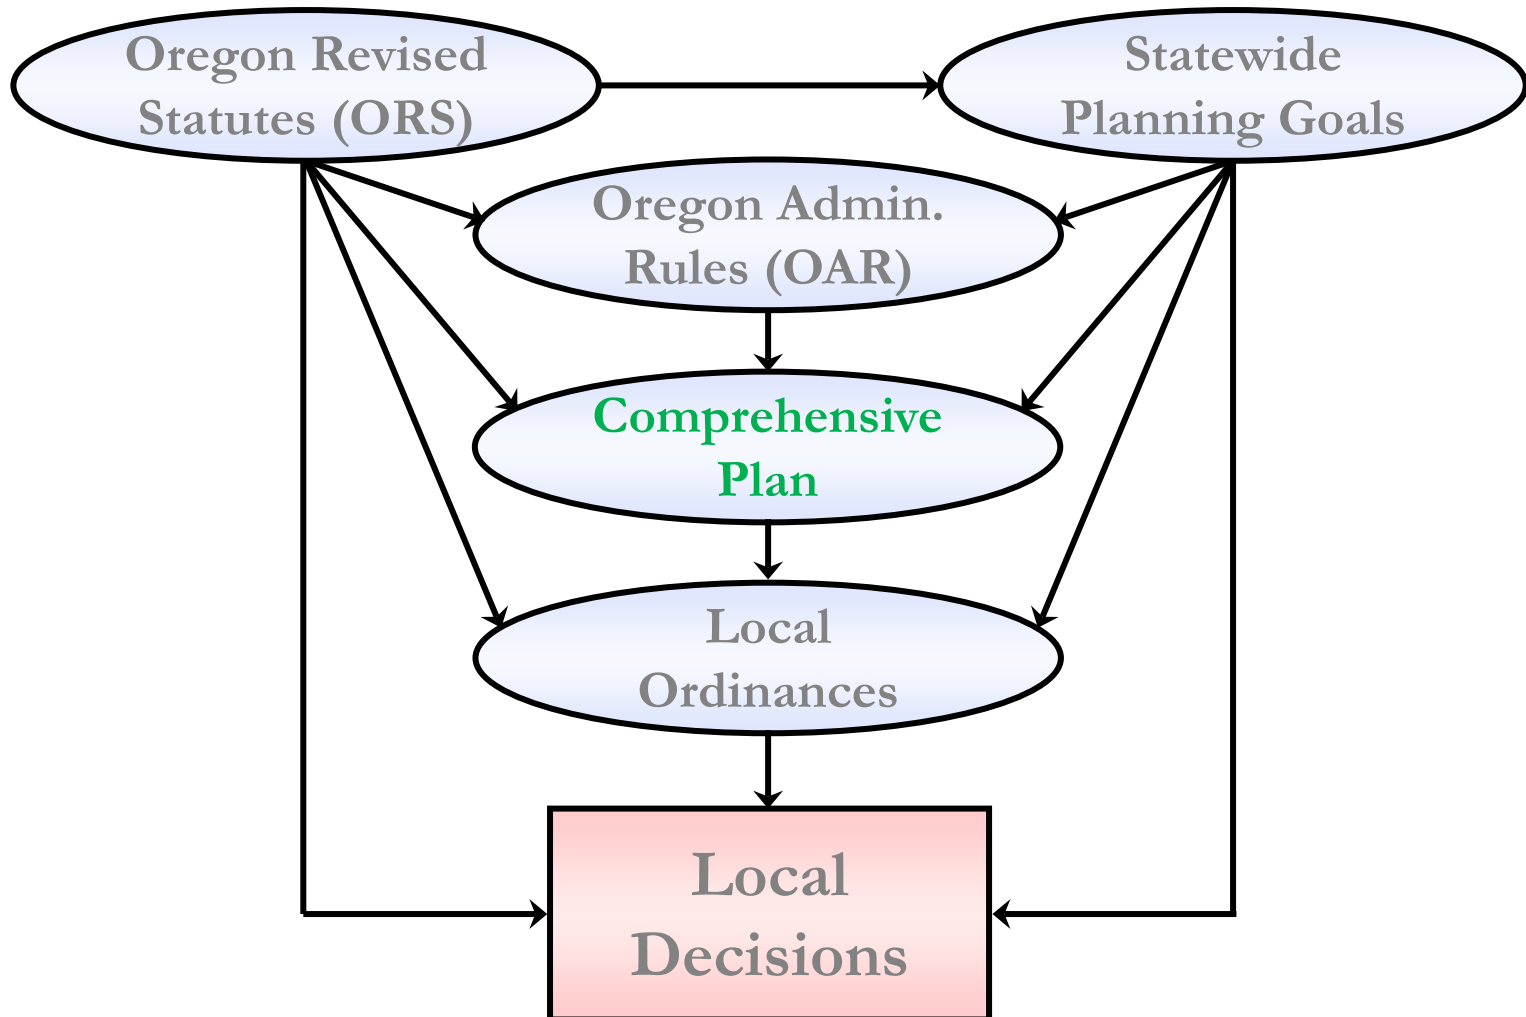 Oregon Revised
Statutes (ORS)
Statewide
Planning Goals
Oregon Admin.
Rules (OAR)
Comprehensive
Plan
Local
Ordinances
Local
Decisions